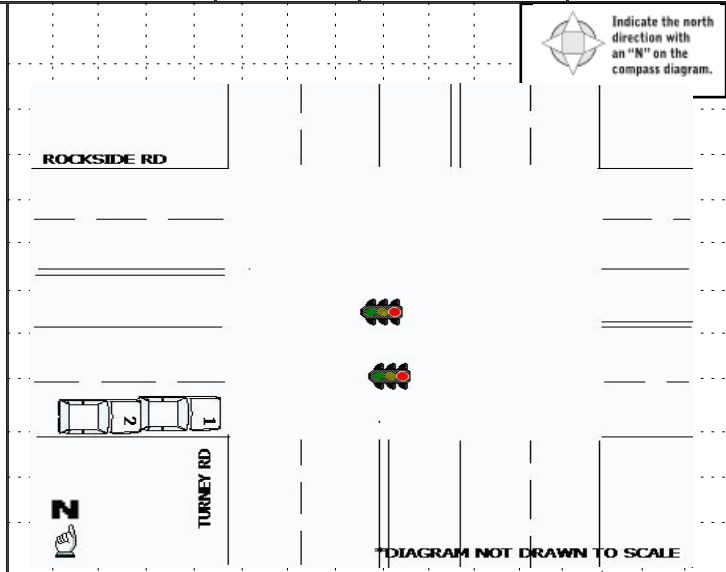 Indicate the north
direction with
an "N" on the
compass diagram.
ROCKSIDE RD
2
1
TURNEY RD
N
*DIAGRAM NOT DRAWN TO SCALE